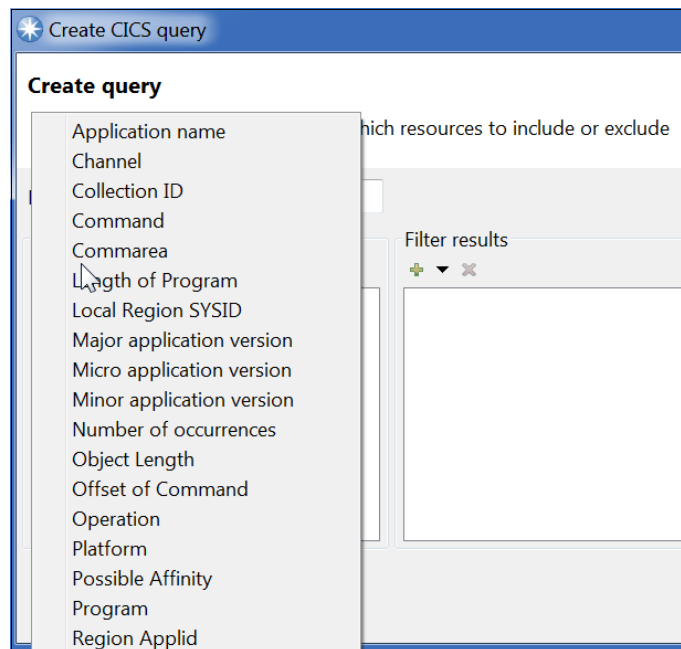 Create CICS query
Create query
hich resources to include or exclude
Application name
Channel
Collection ID
Command
Commarea
Length of Program
Local Region SYSID
Major application version
Micro application version
Minor application version
Number of occurrences
Object Length
Offset of Command
Operation
Platform
Possible Affinity
Program
Region Applid
Filter results